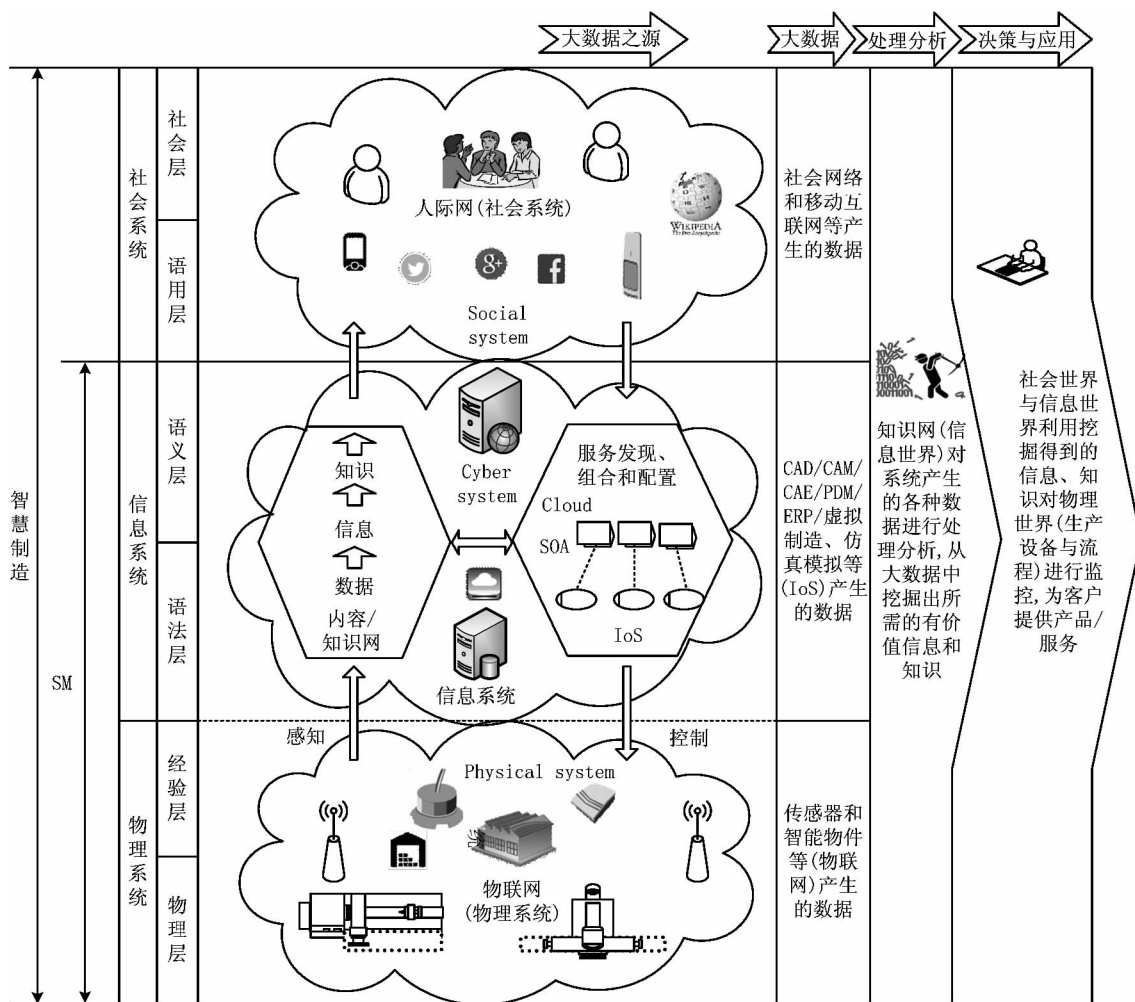 大数据之源
大数据
处理分析
决策与应用
智慧制造
SM
社会系统
社会层
语用层
人际网(社会系统)
WIKIPEDIA
The Free Encyclopedia
g+
f
Social
system
社会网络
和移动互
联网等产
生的数据
信息系统
语义层
语法层
知识
信息
数据
内容/
知识网
Cyber
system
信息系统
服务发现、
组合和配置
Cloud
SOA
IoS
CAD/CAM/
CAE/PDM/
ERP/虚拟
制造、仿
真模拟等
(IoS)产生
的数据
知识网(信
息世界)对
系统产生
的各种数
据进行处
理分析,从
大数据中
挖掘出所
需的有价
值信息和
知识
社会世界
与信息世
界利用挖
掘得到的
信息、知
识对物理
世界(生产
设备与流
程)进行监
控,为客户
提供产品/
服务
感知
控制
物理系统
经验层
物理层
Physical system
物联网
(物理系统)
传感器和
智能物件
等(物联
网)产生
的数据